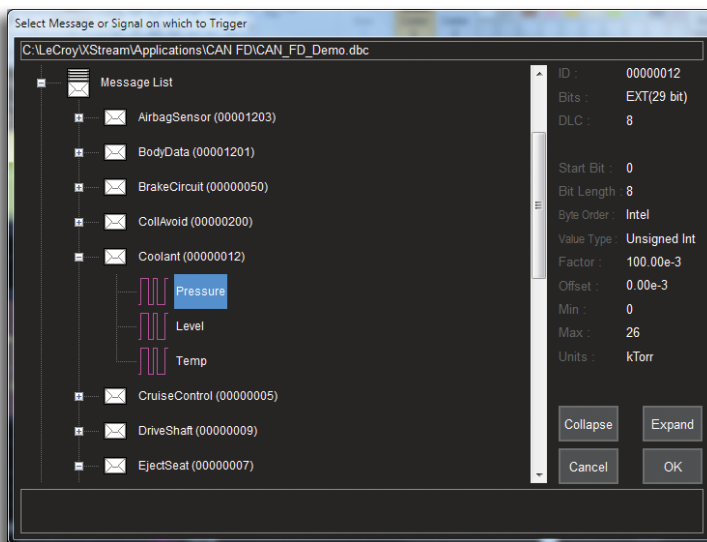 Select Message or Signal on which to Trigger
C:\LeCroy\XStream\Applications\CAN FD\CAN_FD_Demo.dbc
Message List
AirbagSensor (00001203)
BodyData (00001201)
BrakeCircuit (00000050)
CollAvoid (00000200)
Coolant (00000012)
Pressure
Level
Temp
CruiseControl (00000005)
DriveShaft (00000009)
EjectSeat (00000007)
ID : 00000012
Bits : EXT(29 bit)
DLC : 8
Start Bit : 0
Bit Length : 8
Byte Order : Intel
Value Type : Unsigned Int
Factor : 100.00e-3
Offset : 0.00e-3
Min : 0
Max : 26
Units : kTorr
Collapse Expand
Cancel OK